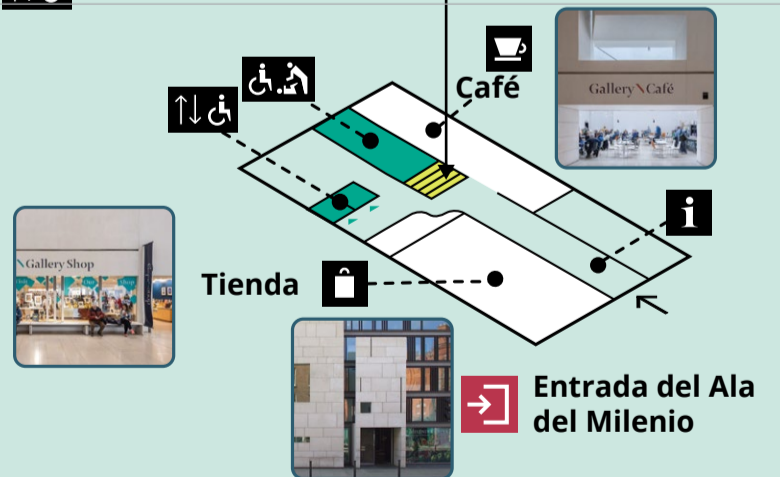 Café
Gallery Café
Gallery Shop
Tienda
i
Entrada del Ala
del Milenio